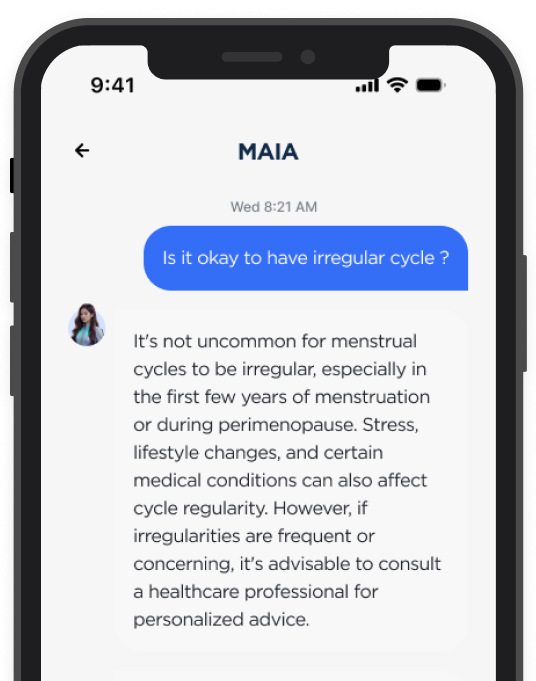 9:41
MAIA
Wed 8:21 AM
Is it okay to have irregular cycle ?
It's not uncommon for menstrual
cycles to be irregular, especially in
the first few years of menstruation
or during perimenopause. Stress,
lifestyle changes, and certain
medical conditions can also affect
cycle regularity. However, if
irregularities are frequent or
concerning, it's advisable to consult
a healthcare professional for
personalized advice.